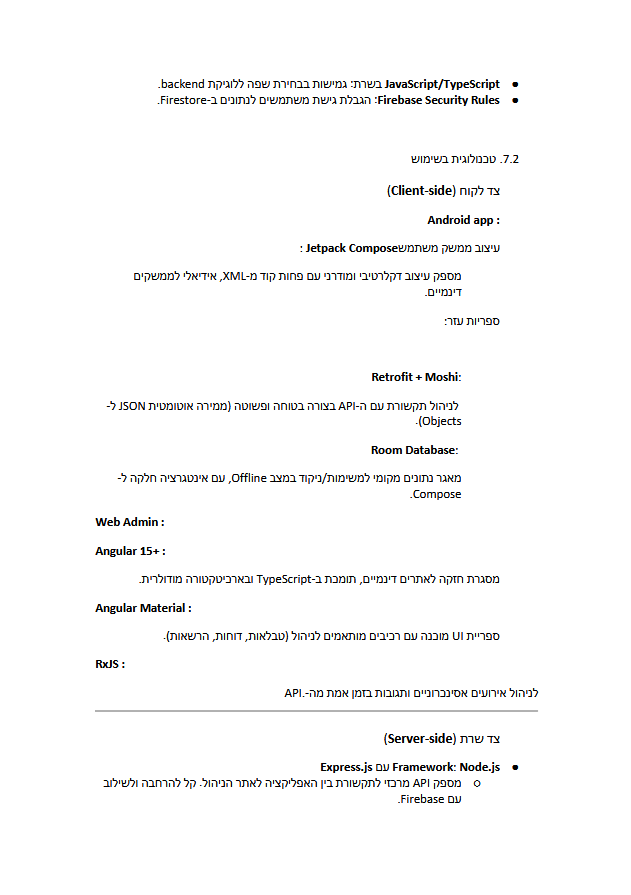 ● JavaScript/TypeScript בשרת: גמישות בבחירת שפה ללוגיקת backend.
● Firebase Security Rules: הגבלת גישת משתמשים לנתונים ב-Firestore.
7.2. טכנולוגית בשימוש
צד לקוח (Client-side)
Android app :
עיצוב ממשק משתמשJetpack Compose :
מספק עיצוב דקלרטיבי ומודרני עם פחות קוד מ-XML, אידיאלי לממשקים
דינמיים.
ספריות עזר:
Retrofit + Moshi:
לניהול תקשורת עם ה-API בצורה בטוחה ופשוטה (ממירה אוטומטית JSON ל-
Objects).
Room Database:
מאגר נתונים מקומי למשימות/ניקוד במצב Offline, עם אינטגרציה חלקה ל-
Compose.
Web Admin :
Angular 15+ :
מסגרת חזקה לאתרים דינמיים, תומכת ב-TypeScript ובארכיטקטורה מודולרית.
Angular Material :
ספריית UI מובנה עם רכיבים מותאמים לניהול (טבלאות, דוחות, הרשאות).
RxJS :
לניהול אירועים אסינכרוניים ותגובות בזמן אמת מה-.API
צד שרת (Server-side)
● Framework: Node.js עם Express.js
○ מספק API מרכזי לתקשורת בין האפליקציה לאתר הניהול. קל להרחבה ולשילוב
עם Firebase.